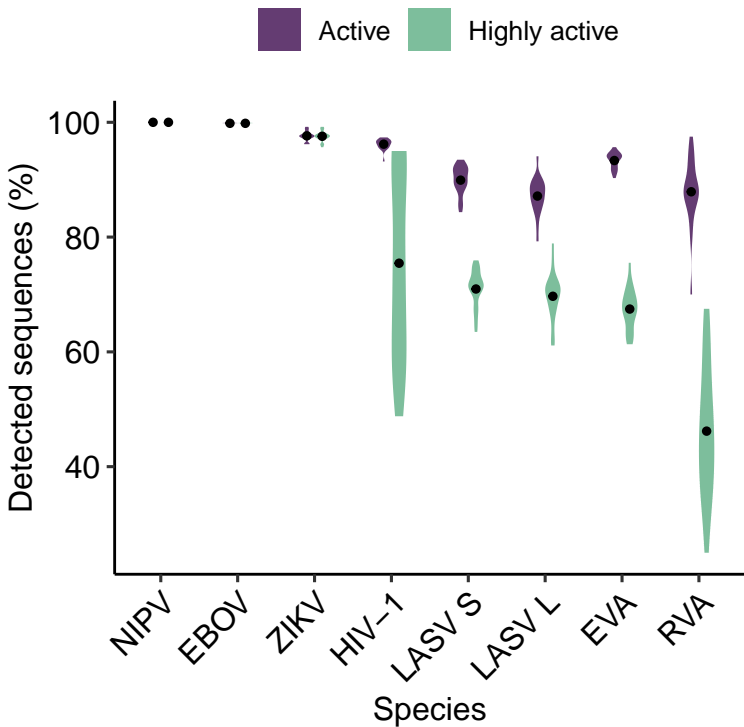 Active Highly active
Detected sequences (%)
100
80
60
40
NIPV EBOV ZIKV HIV−1 LASV S LASV L EVA RVA
Species